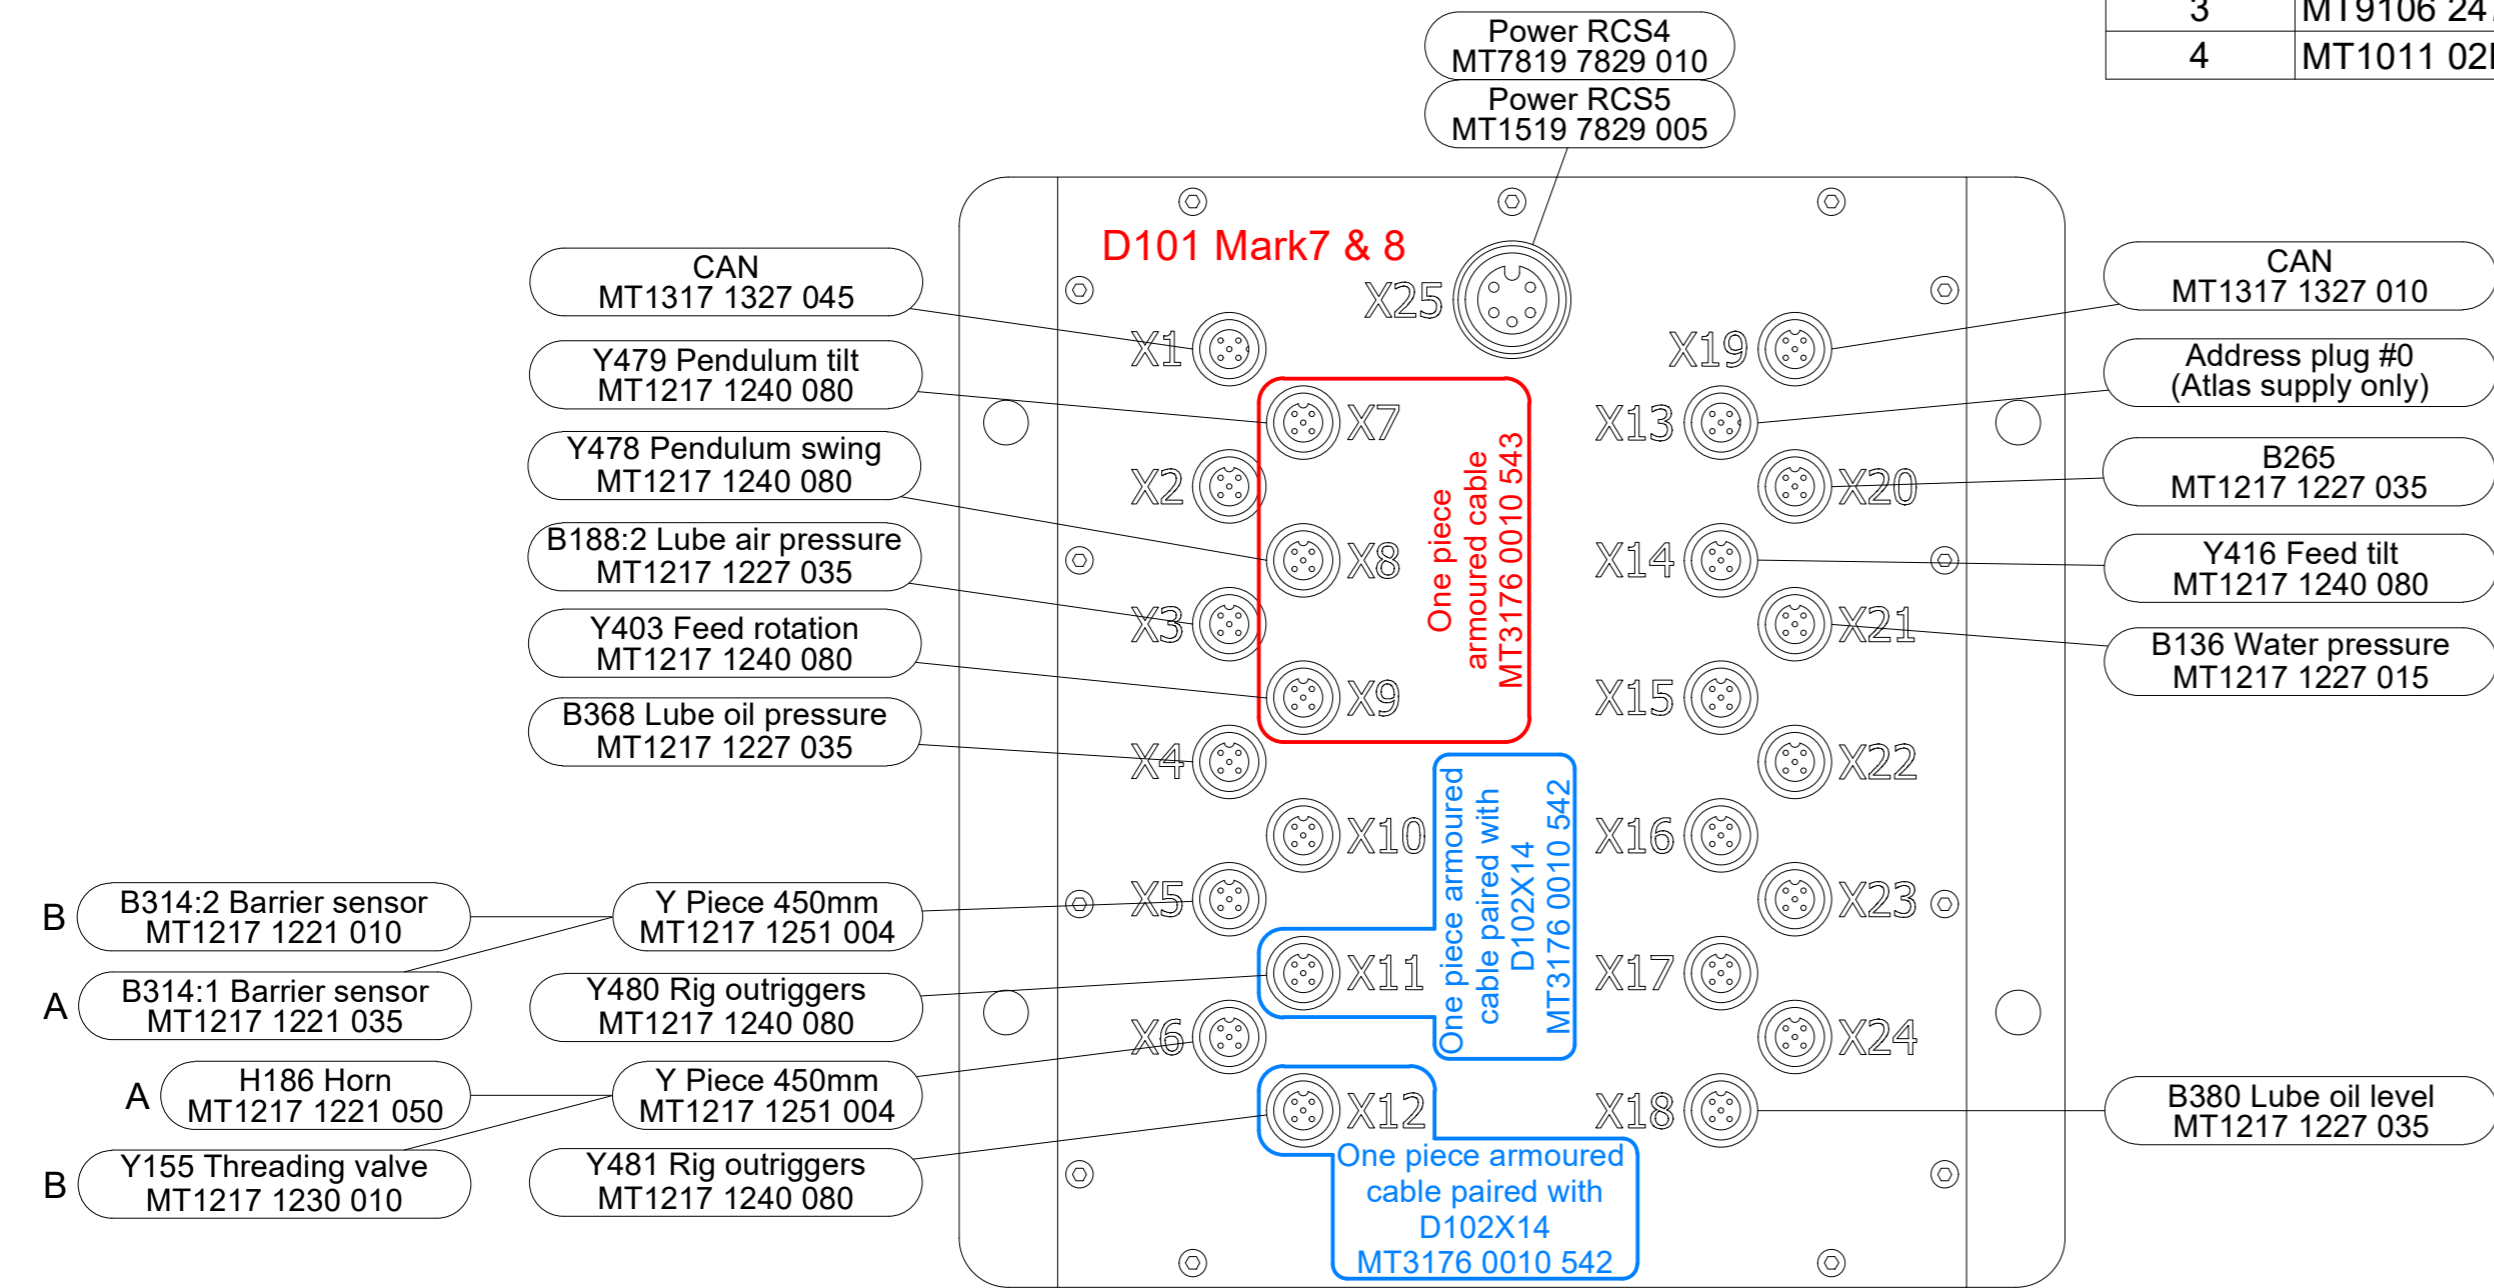 3
MT9106 24
4
MT1011 02
Power RCS4
MT7819 7829 010
Power RCS5
MT1519 7829 005
D101 Mark7 & 8
X25
CAN
MT1317 1327 045
Y479 Pendulum tilt
MT1217 1240 080
Y478 Pendulum swing
MT1217 1240 080
B188:2 Lube air pressure
MT1217 1227 035
Y403 Feed rotation
MT1217 1240 080
B368 Lube oil pressure
MT1217 1227 035
B
B314:2 Barrier sensor
MT1217 1221 010
Y Piece 450mm
MT1217 1251 004
A
B314:1 Barrier sensor
MT1217 1221 035
Y480 Rig outriggers
MT1217 1240 080
A
H186 Horn
MT1217 1221 050
Y Piece 450mm
MT1217 1251 004
B
Y155 Threading valve
MT1217 1230 010
Y481 Rig outriggers
MT1217 1240 080
X1
X7
X2
X8
X3
X9
X4
X10
X5
X11
X6
X12
One piece
armoured cable
MT3176 0010 543
One piece armoured
cable paired with
D102X14
MT3176 0010 542
One piece armoured
cable paired with
D102X14
MT3176 0010 542
X19
X13
X20
X14
X21
X15
X22
X16
X23
X17
X24
X18
CAN
MT1317 1327 010
Address plug #0
(Atlas supply only)
B265
MT1217 1227 035
Y416 Feed tilt
MT1217 1240 080
B136 Water pressure
MT1217 1227 015
B380 Lube oil level
MT1217 1227 035